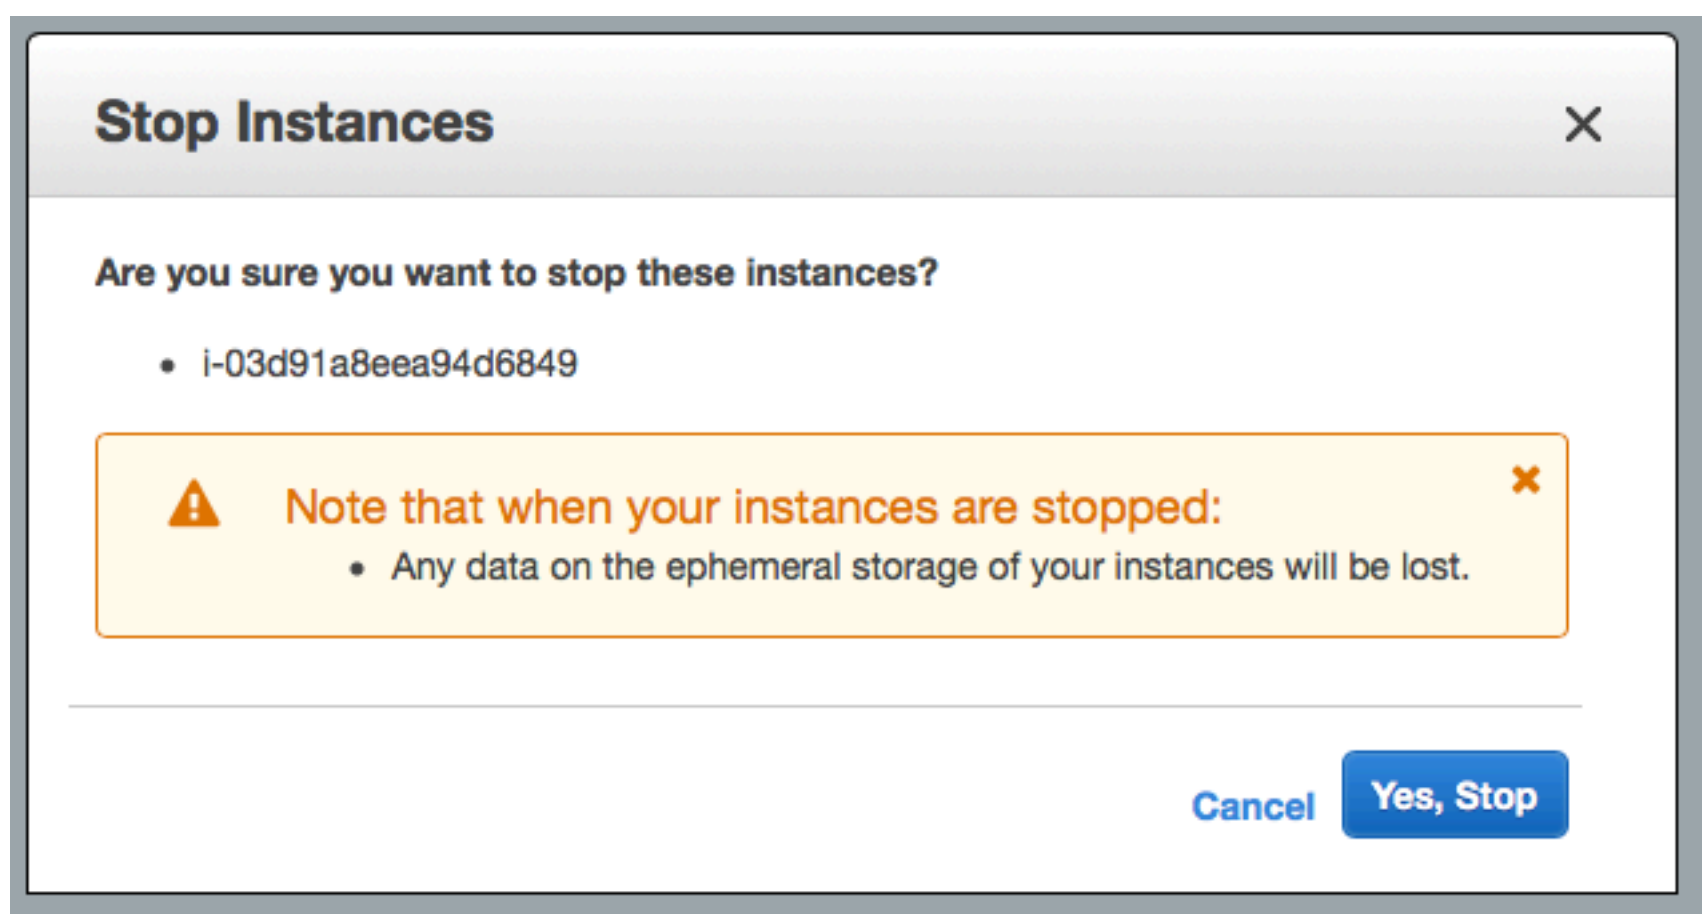 Stop Instances
Are you sure you want to stop these instances?
• i-03d91a8eea94d6849
Note that when your instances are stopped:
• Any data on the ephemeral storage of your instances will be lost.
Cancel
Yes, Stop